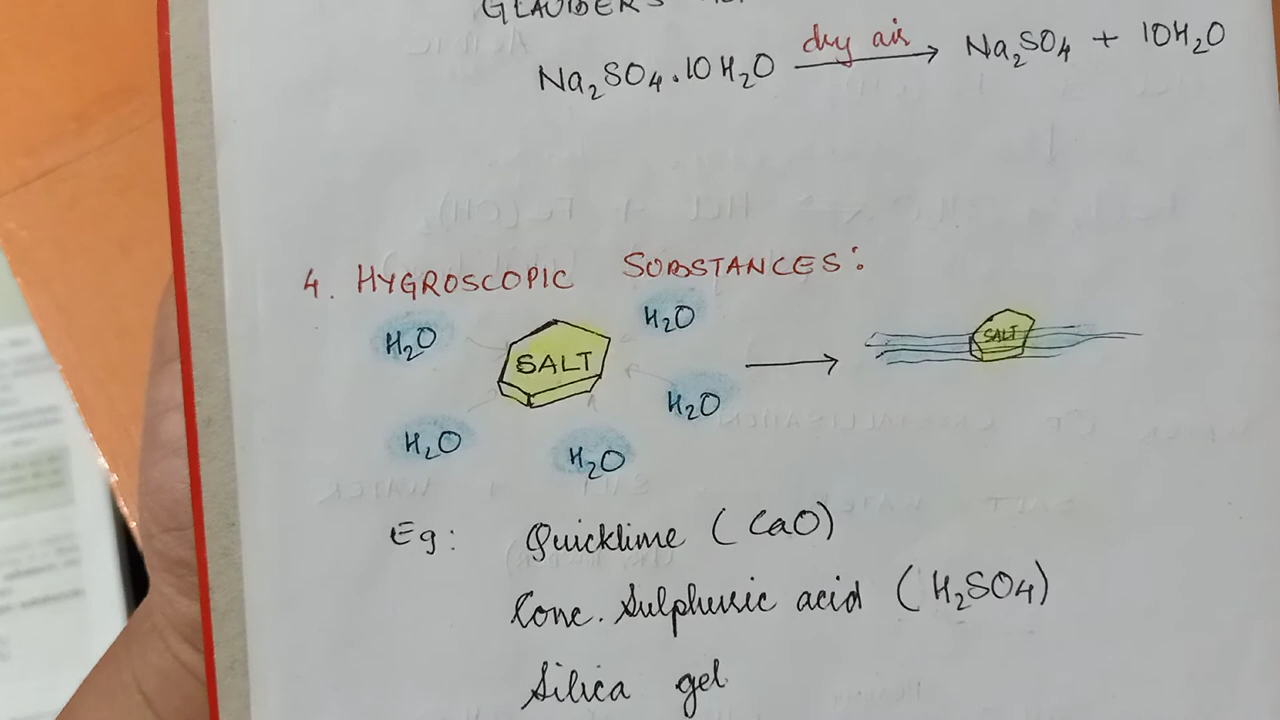 GLAUBER'S
Na₂SO₄.10H₂O dry air → Na₂SO₄ + 10H₂O
4. HYGROSCOPIC SUBSTANCES:
H₂O
H₂O
SALT
SALT
H₂O
H₂O
H₂O
Eg: Quicklime (CaO)
Conc. Sulphuric acid (H₂SO₄)
Silica gel